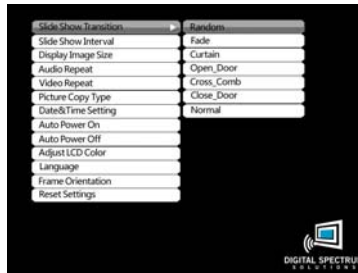 Slide Show Transition
Slide Show Interval
Display Image Size
Audio Repeat
Video Repeat
Picture Copy Type
Date&Time Setting
Auto Power On
Auto Power Off
Adjust LCD Color
Language
Frame Orientation
Reset Settings
Random
Fade
Curtain
Open_Door
Cross_Comb
Close_Door
Normal
DIGITAL SPECTRU
SOLUTIONS